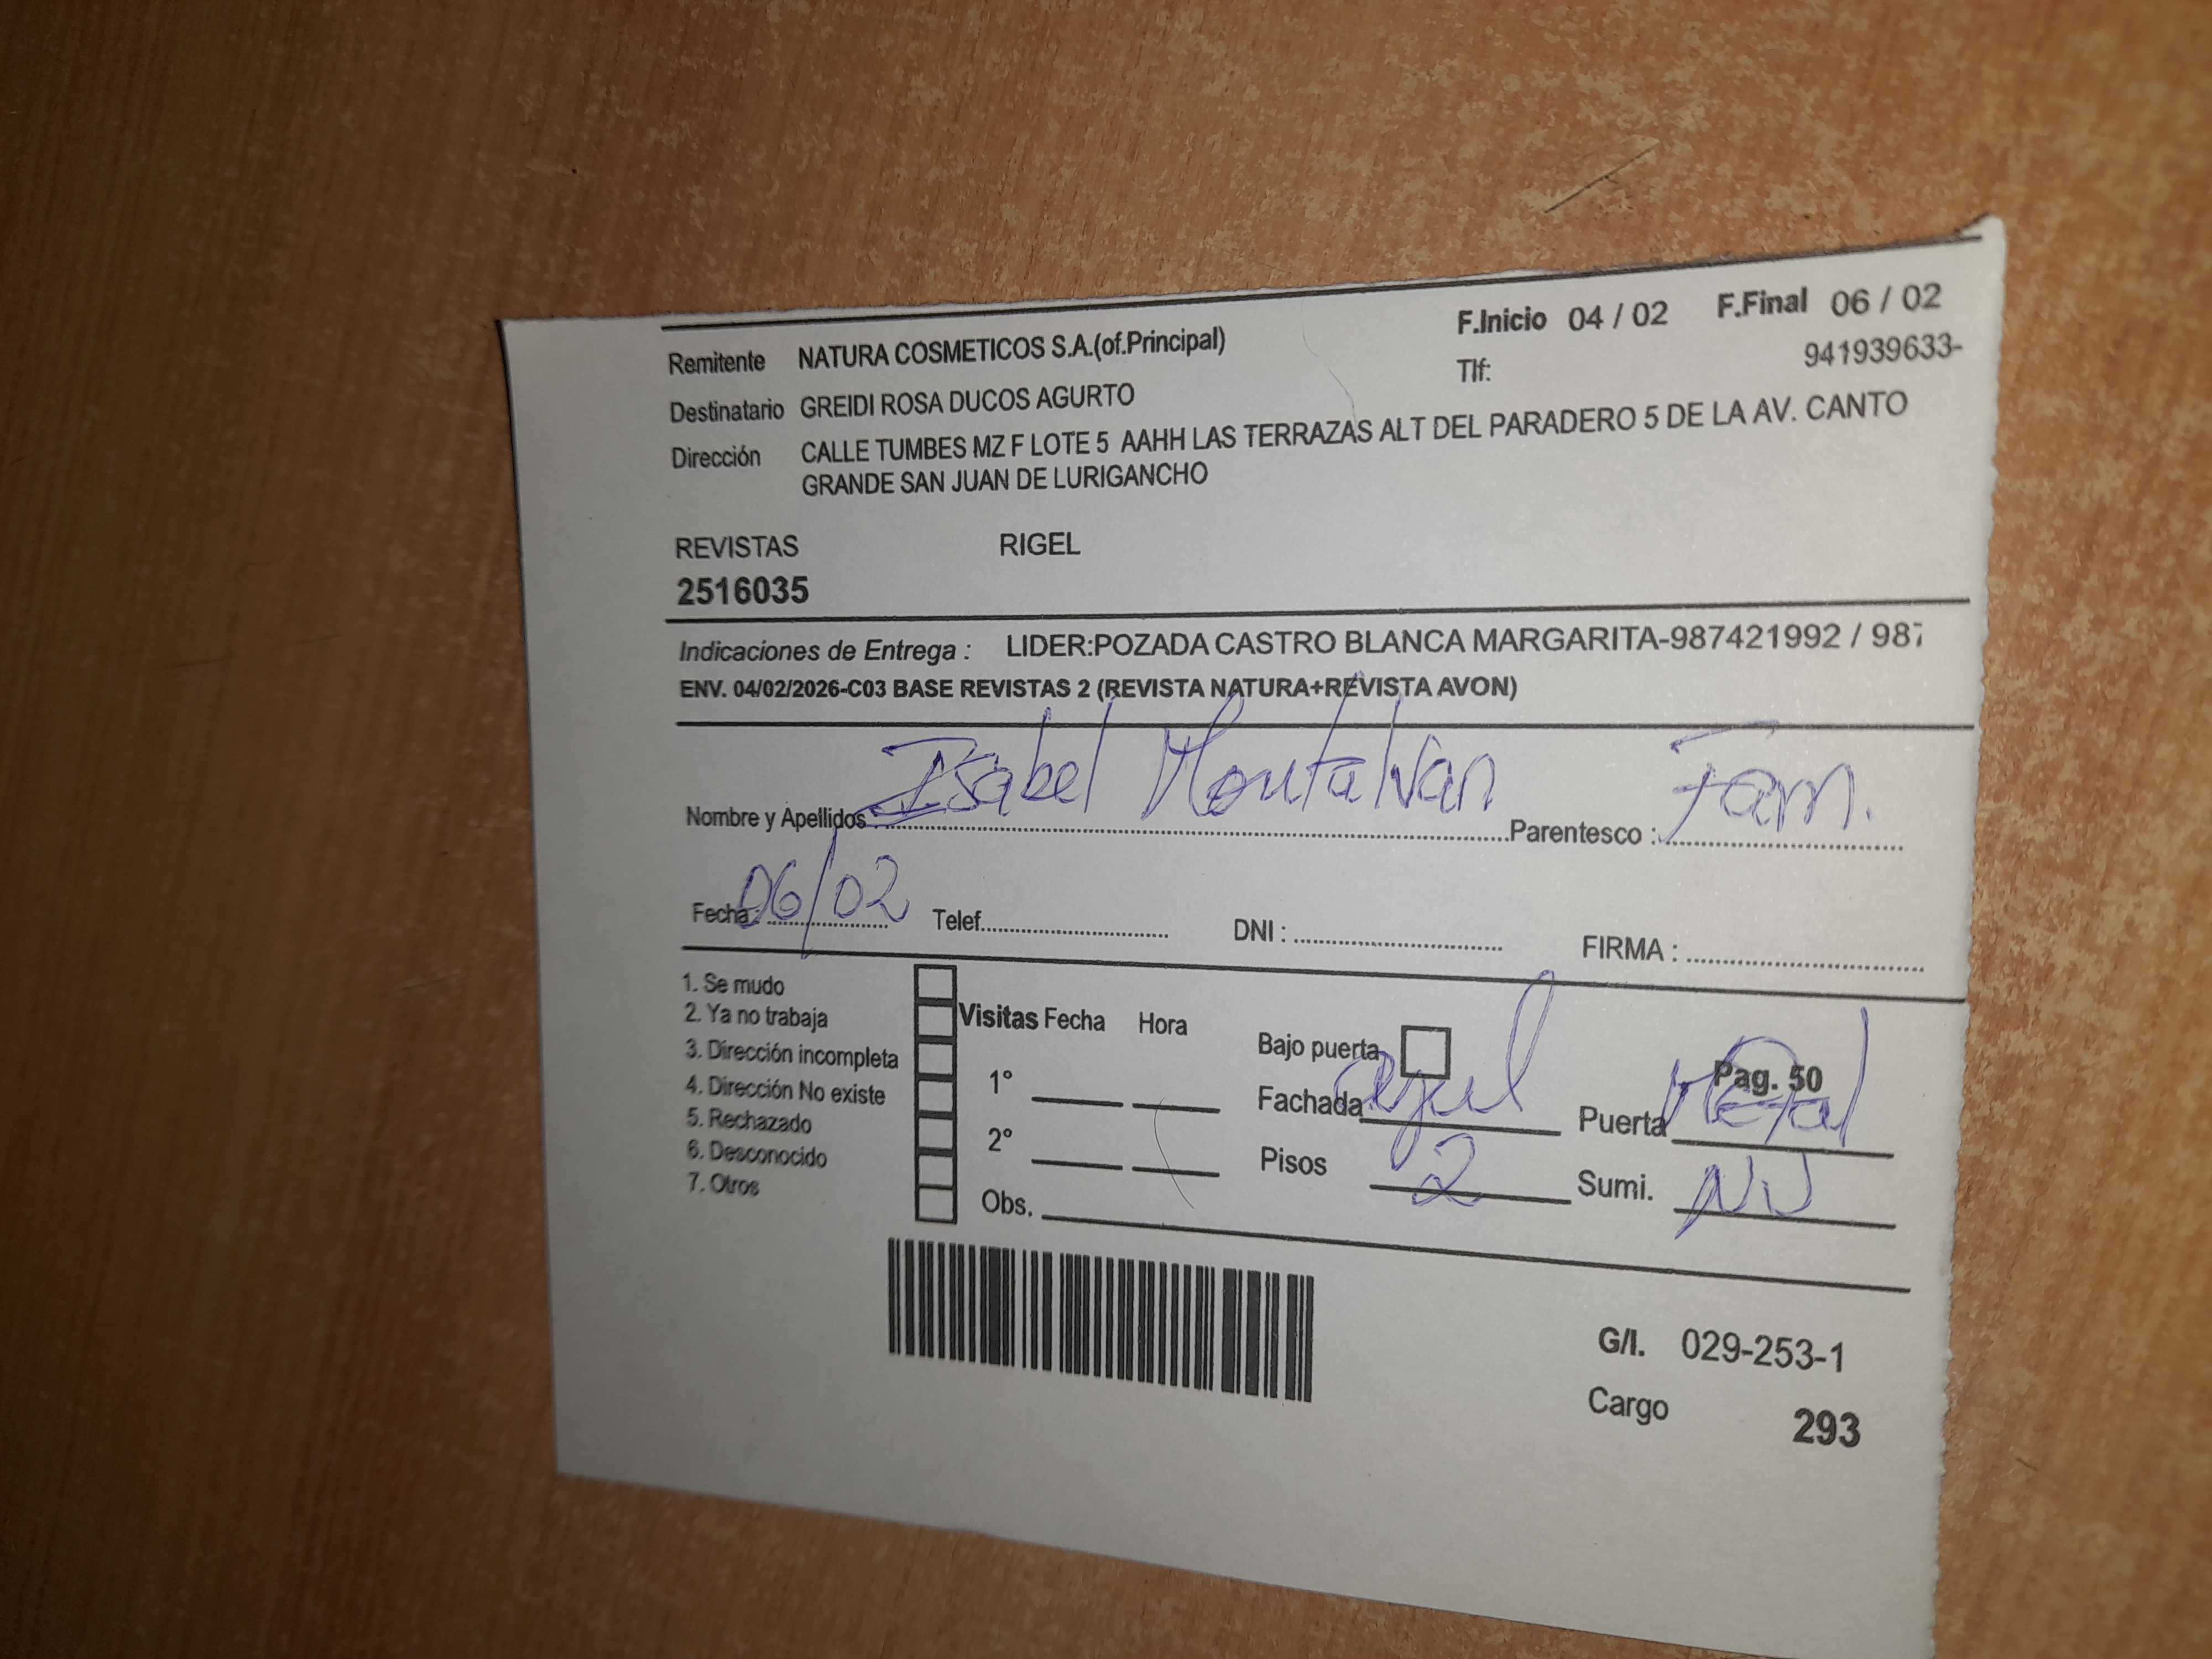 F.Inicio 04 / 02 F.Final 06 / 02
Remitente NATURA COSMETICOS S.A.(of.Principal) Tlf: 941939633-
Destinatario GREIDI ROSA DUCOS AGURTO
Dirección CALLE TUMBES MZ F LOTE 5 AAHH LAS TERRAZAS ALT DEL PARADERO 5 DE LA AV. CANTO
GRANDE SAN JUAN DE LURIGANCHO
REVISTAS RIGEL
2516035
Indicaciones de Entrega : LIDER:POZADA CASTRO BLANCA MARGARITA-987421992 / 987
ENV. 04/02/2026-C03 BASE REVISTAS 2 (REVISTA NATURA+REVISTA AVON)
Nombre y Apellidos : Isabel Montalvan Parentesco : Fam.
Fecha: 06/02 Telef. DNI : FIRMA :
1. Se mudo
2. Ya no trabaja
3. Dirección incompleta
4. Dirección No existe
5. Rechazado
6. Desconocido
7. Otros
Visitas Fecha Hora
1°
2°
Obs.
Bajo puerta Pag. 50
Fachada azul Puerta Metal
Pisos 2 Sumi.
G/I. 029-253-1
Cargo 293